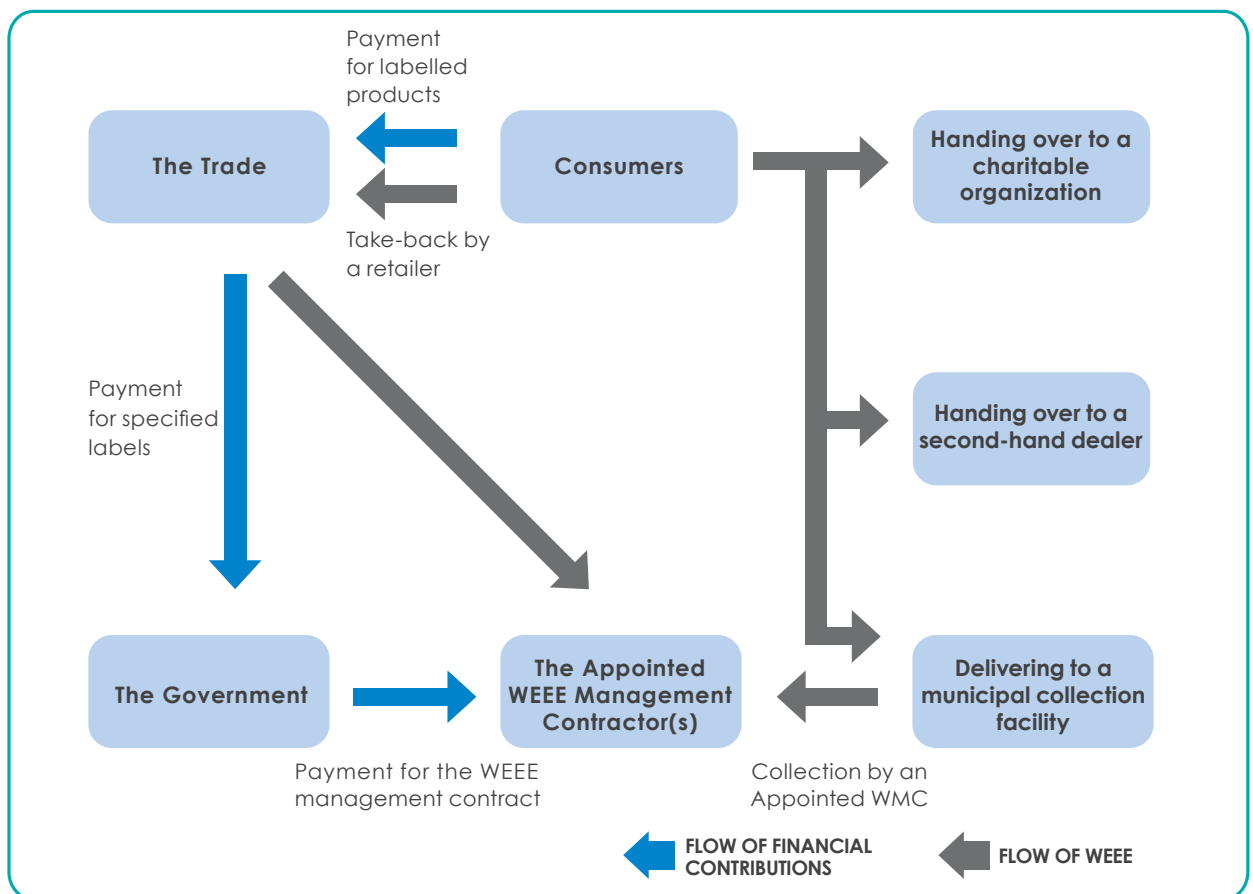 Payment
for labelled
products
The Trade
Consumers
Handing over to a
charitable
organization
Take-back by
a retailer
Payment
for specified
labels
Handing over to a
second-hand dealer
The Government
The Appointed
WEEE Management
Contractor(s)
Delivering to a
municipal collection
facility
Payment for the WEEE
management contract
Collection by an
Appointed WMC
FLOW OF FINANCIAL
CONTRIBUTIONS
FLOW OF WEEE